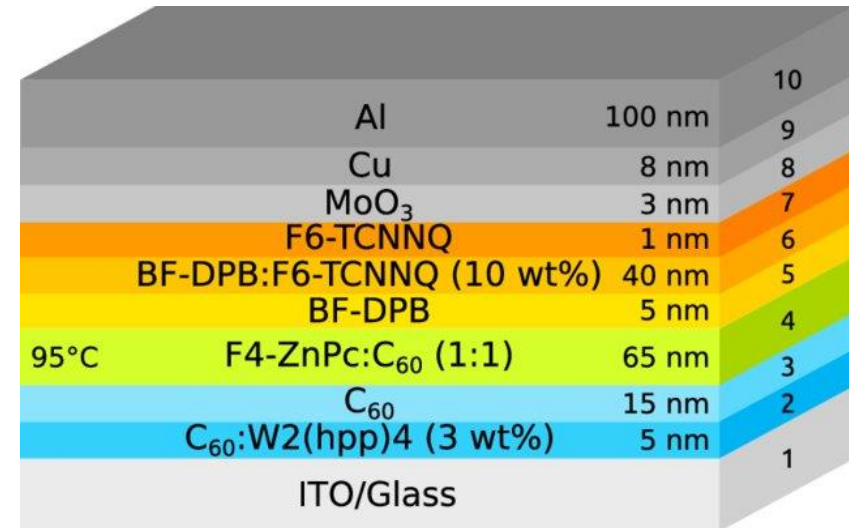 10
Al 100 nm
9
Cu 8 nm
8
MoO₃ 3 nm
7
F6-TCNNQ 1 nm
6
BF-DPB:F6-TCNNQ (10 wt%) 40 nm
5
BF-DPB 5 nm
4
95°C F4-ZnPc:C₆₀ (1:1) 65 nm
3
C₆₀ 15 nm
2
C₆₀:W2(hpp)4 (3 wt%) 5 nm
1
ITO/Glass